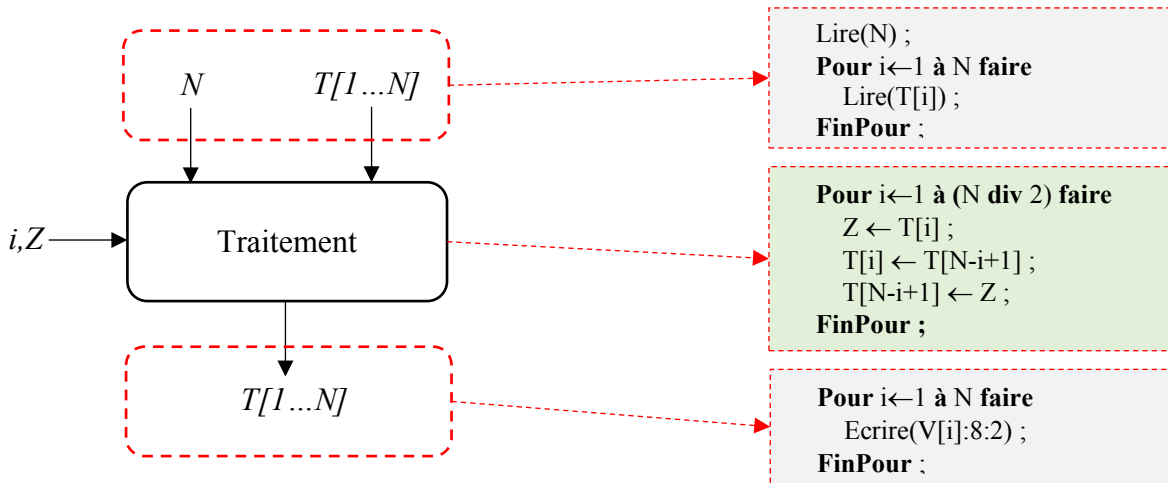 N T[1…N]
i,Z
Traitement
T[1…N]
Lire(N) ;
Pour i←1 à N faire
Lire(T[i]) ;
FinPour ;
Pour i←1 à (N div 2) faire
Z ← T[i] ;
T[i] ← T[N-i+1] ;
T[N-i+1] ← Z ;
FinPour ;
Pour i←1 à N faire
Ecrire(V[i]:8:2) ;
FinPour ;